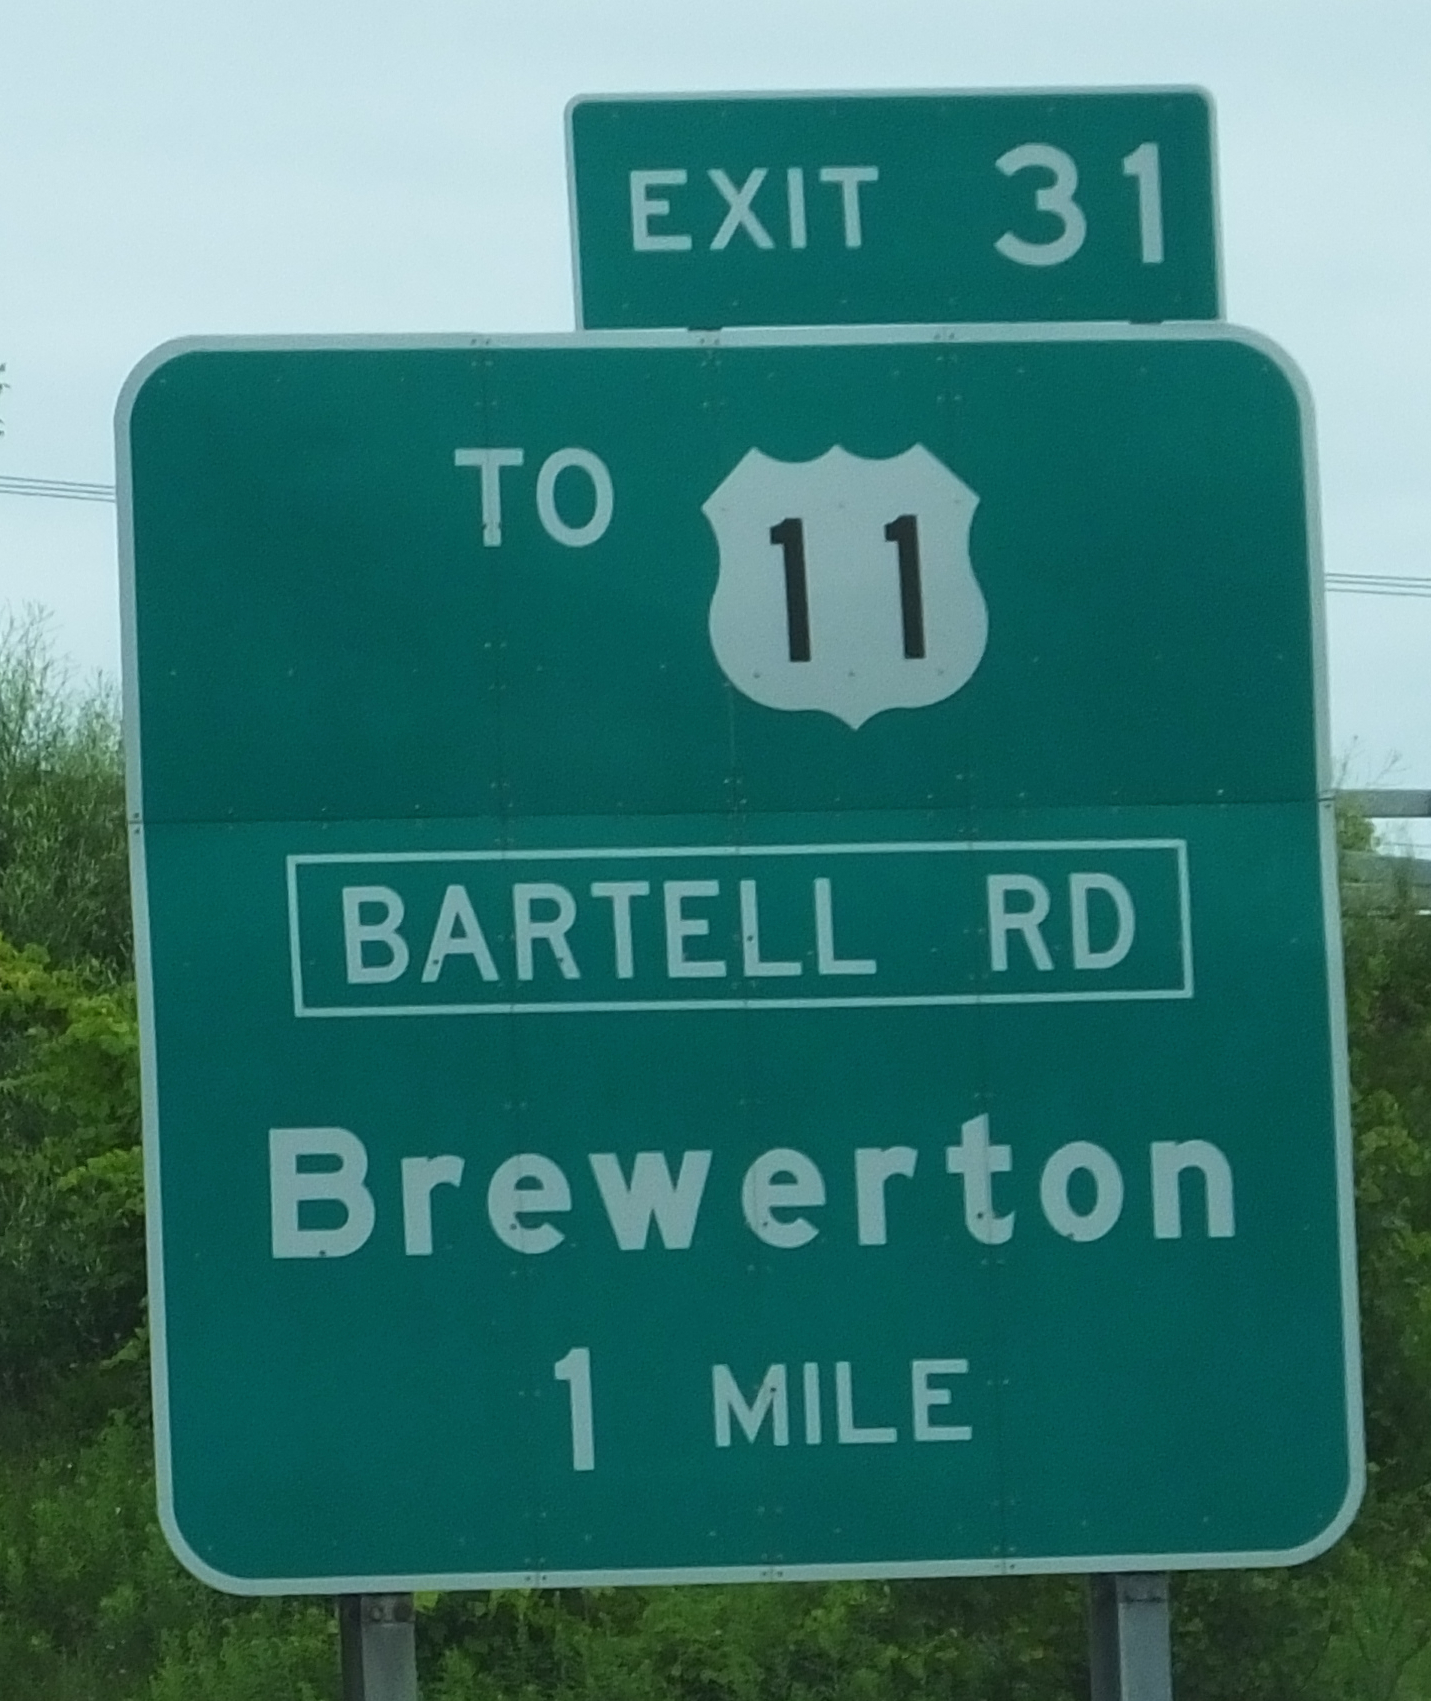 EXIT 31
TO 11
BARTELL RD
Brewerton
1 MILE